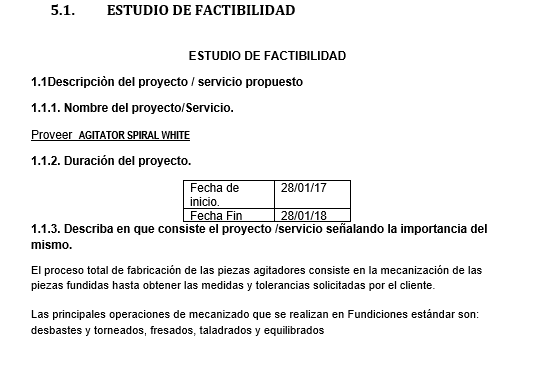 5.1. ESTUDIO DE FACTIBILIDAD
ESTUDIO DE FACTIBILIDAD
1.1Descripciòn del proyecto / servicio propuesto
1.1.1. Nombre del proyecto/Servicio.
Proveer AGITATOR SPIRAL WHITE
1.1.2. Duración del proyecto.
Fecha de inicio. 28/01/17
Fecha Fin 28/01/18
1.1.3. Describa en que consiste el proyecto /servicio señalando la importancia del
mismo.
El proceso total de fabricación de las piezas agitadores consiste en la mecanización de las
piezas fundidas hasta obtener las medidas y tolerancias solicitadas por el cliente.
Las principales operaciones de mecanizado que se realizan en Fundiciones estándar son:
desbastes y torneados, fresados, taladrados y equilibrados